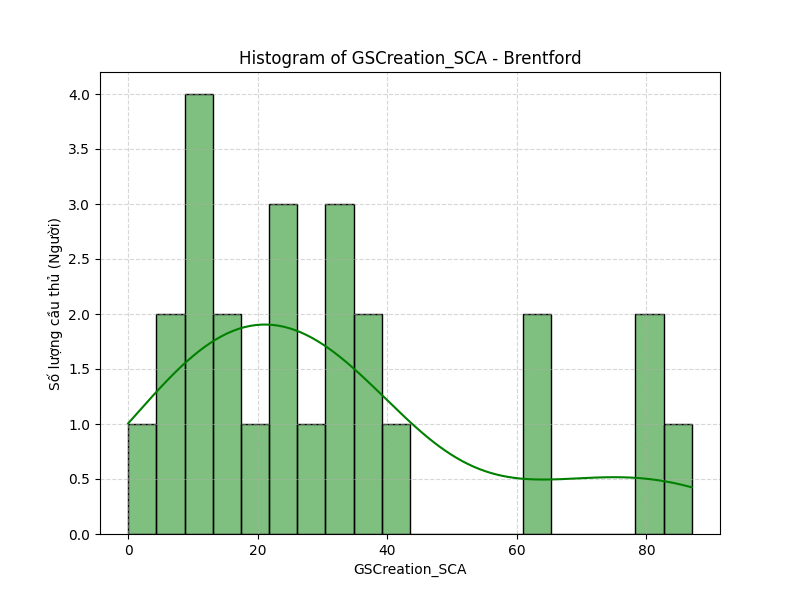 Histogram of GSCreation_SCA - Brentford
4.0
3.5
3.0
2.5
2.0
1.5
1.0
0.5
0.0
Số lượng cầu thủ (Người)
0 20 40 60 80
GSCreation_SCA